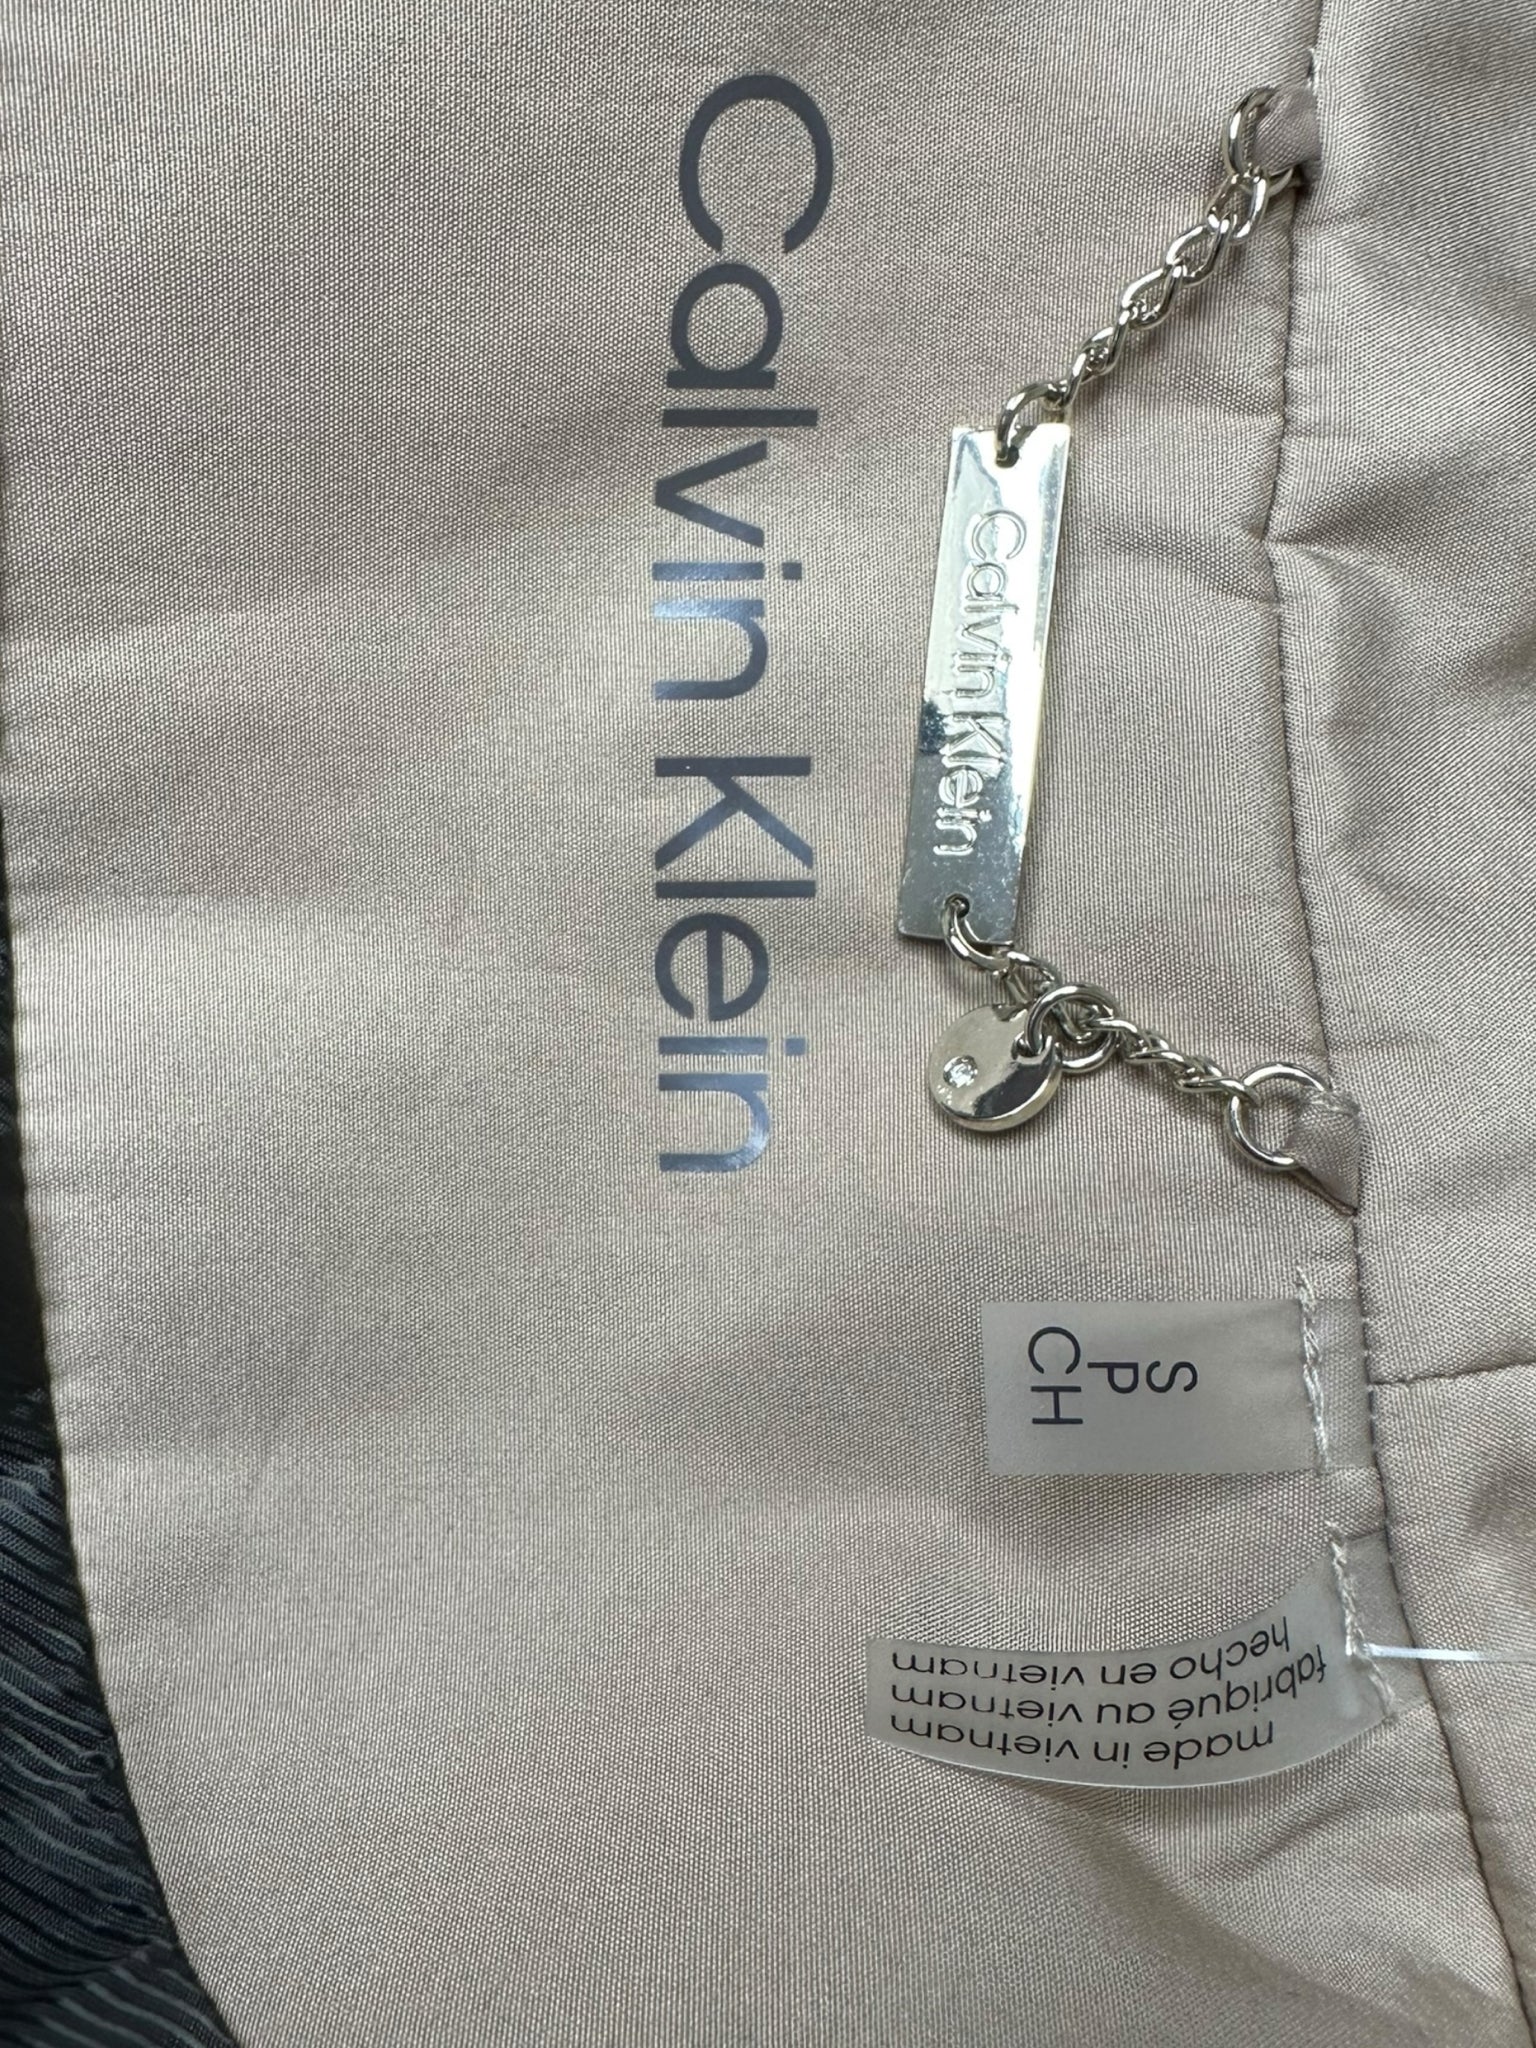 Calvin Klein
Calvin Klein
S
P
CH
made in vietnam
fabriqué au vietnam
hecho en vietnam